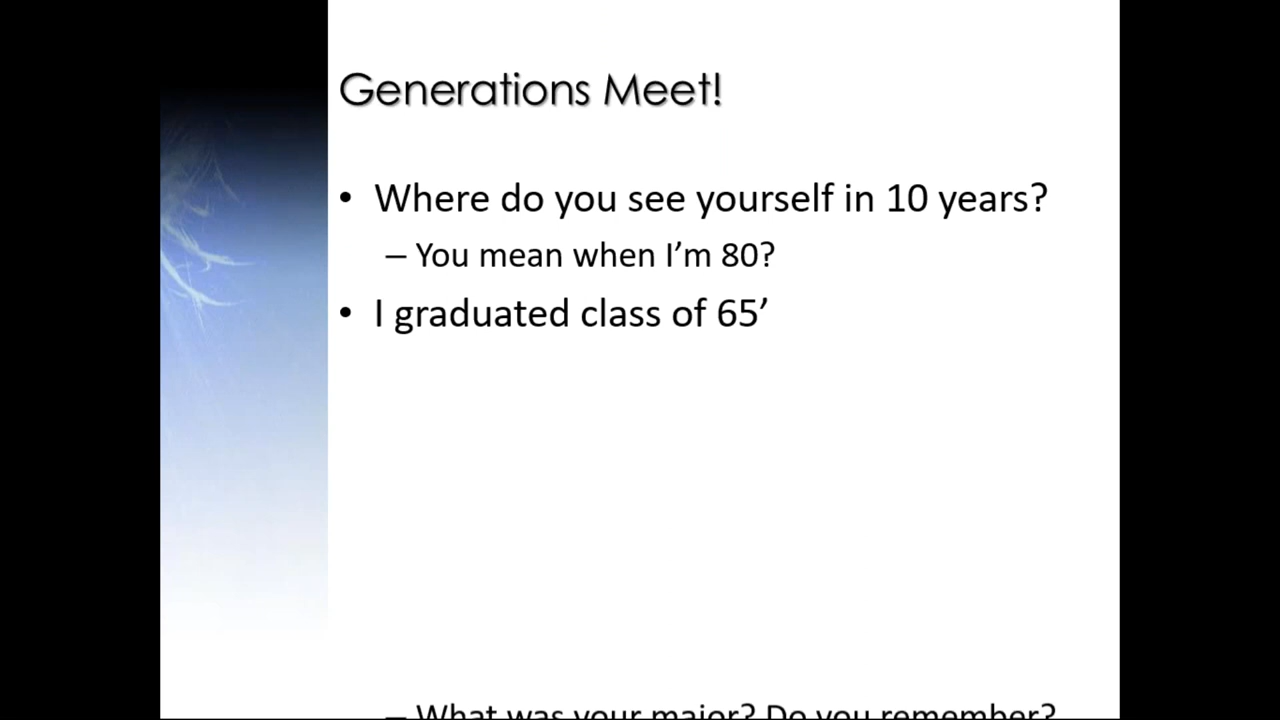 Generations Meet!
• Where do you see yourself in 10 years?
– You mean when I’m 80?
• I graduated class of 65’
– What was your major? Do you remember?